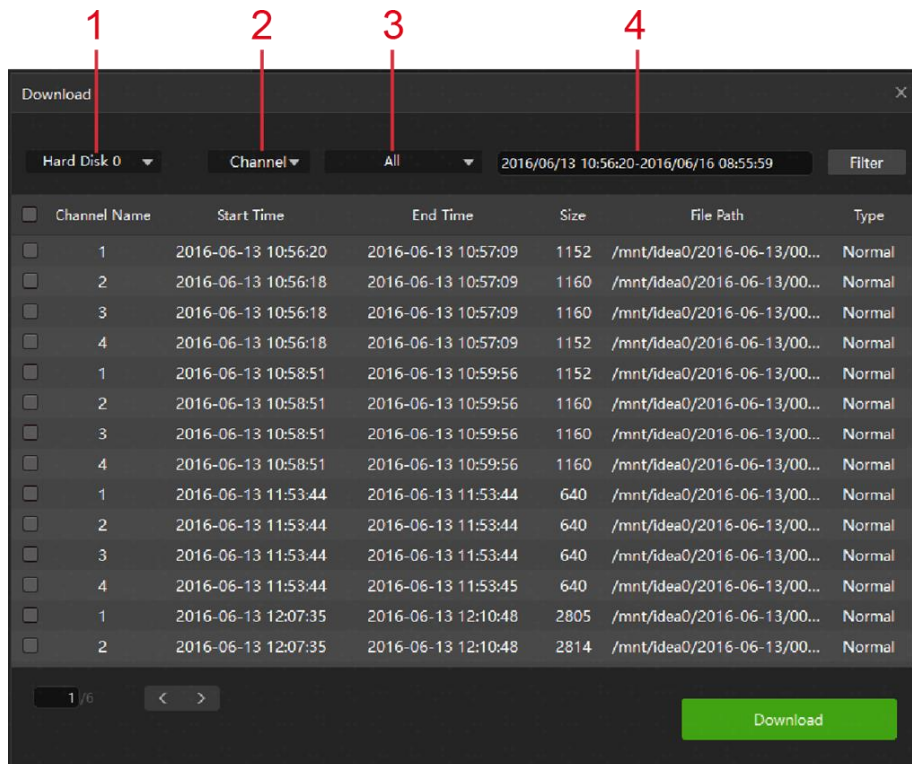 1 2 3 4
Download ×
Hard Disk 0 Channel All 2016/06/13 10:56:20-2016/06/16 08:55:59 Filter
Channel Name Start Time End Time Size File Path Type
1 2016-06-13 10:56:20 2016-06-13 10:57:09 1152 /mnt/idea0/2016-06-13/00... Normal
2 2016-06-13 10:56:18 2016-06-13 10:57:09 1160 /mnt/idea0/2016-06-13/00... Normal
3 2016-06-13 10:56:18 2016-06-13 10:57:09 1160 /mnt/idea0/2016-06-13/00... Normal
4 2016-06-13 10:56:18 2016-06-13 10:57:09 1152 /mnt/idea0/2016-06-13/00... Normal
1 2016-06-13 10:58:51 2016-06-13 10:59:56 1152 /mnt/idea0/2016-06-13/00... Normal
2 2016-06-13 10:58:51 2016-06-13 10:59:56 1160 /mnt/idea0/2016-06-13/00... Normal
3 2016-06-13 10:58:51 2016-06-13 10:59:56 1160 /mnt/idea0/2016-06-13/00... Normal
4 2016-06-13 10:58:51 2016-06-13 10:59:56 1160 /mnt/idea0/2016-06-13/00... Normal
1 2016-06-13 11:53:44 2016-06-13 11:53:44 640 /mnt/idea0/2016-06-13/00... Normal
2 2016-06-13 11:53:44 2016-06-13 11:53:44 640 /mnt/idea0/2016-06-13/00... Normal
3 2016-06-13 11:53:44 2016-06-13 11:53:44 640 /mnt/idea0/2016-06-13/00... Normal
4 2016-06-13 11:53:44 2016-06-13 11:53:45 640 /mnt/idea0/2016-06-13/00... Normal
1 2016-06-13 12:07:35 2016-06-13 12:10:48 2805 /mnt/idea0/2016-06-13/00... Normal
2 2016-06-13 12:07:35 2016-06-13 12:10:48 2814 /mnt/idea0/2016-06-13/00... Normal
1 /6 < >
Download